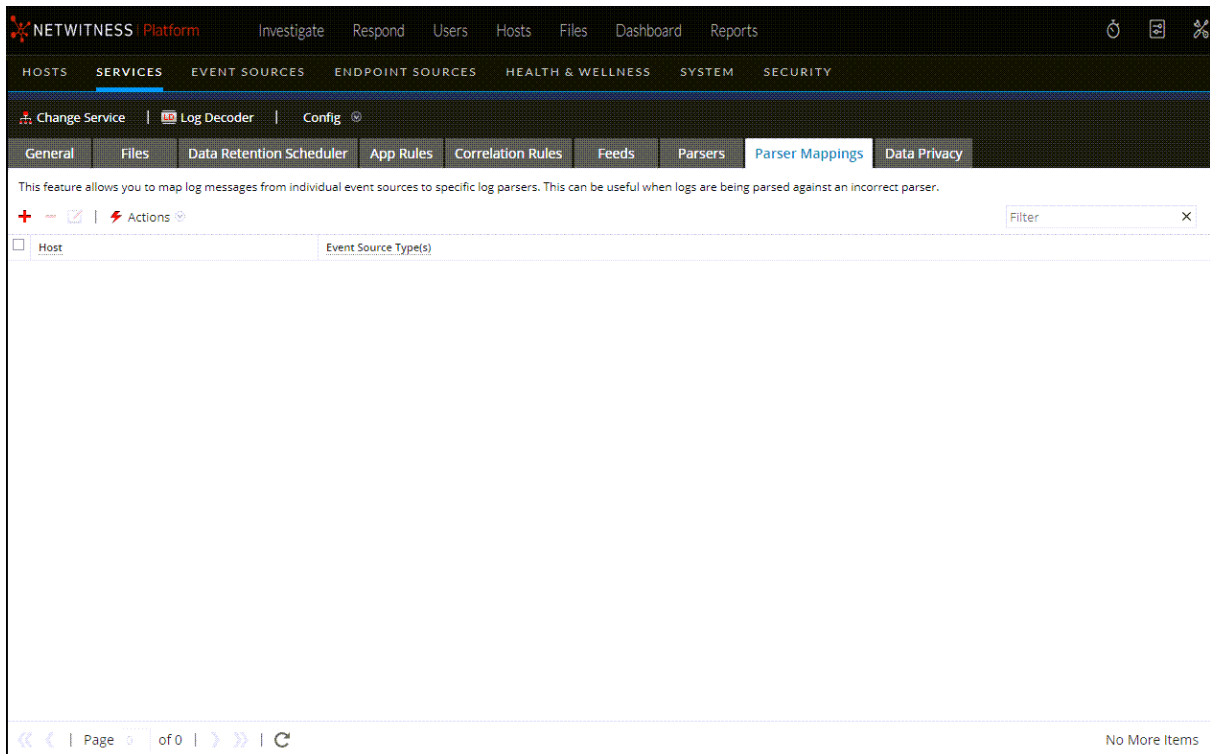 NETWITNESS Platform Investigate Respond Users Hosts Files Dashboard Reports
HOSTS SERVICES EVENT SOURCES ENDPOINT SOURCES HEALTH & WELLNESS SYSTEM SECURITY
Change Service | LD Log Decoder | Config
General Files Data Retention Scheduler App Rules Correlation Rules Feeds Parsers Parser Mappings Data Privacy
This feature allows you to map log messages from individual event sources to specific log parsers. This can be useful when logs are being parsed against an incorrect parser.
Actions Filter
Host Event Source Type(s)
Page 0 of 0 No More Items